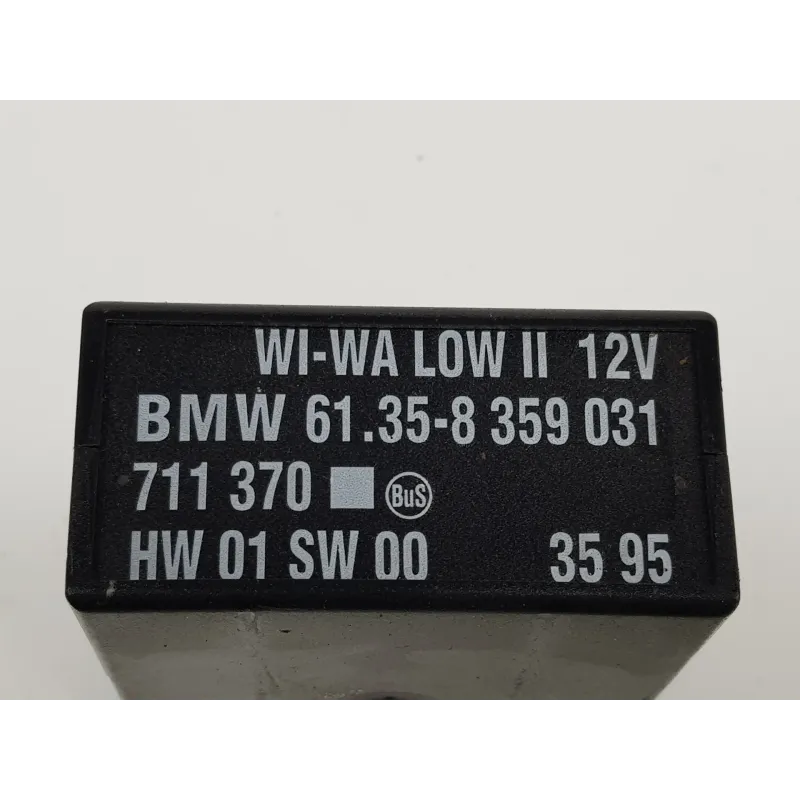 WI-WA LOW II 12V
BMW 61.35-8 359 031
711 370 BuS
HW 01 SW 00 35 95